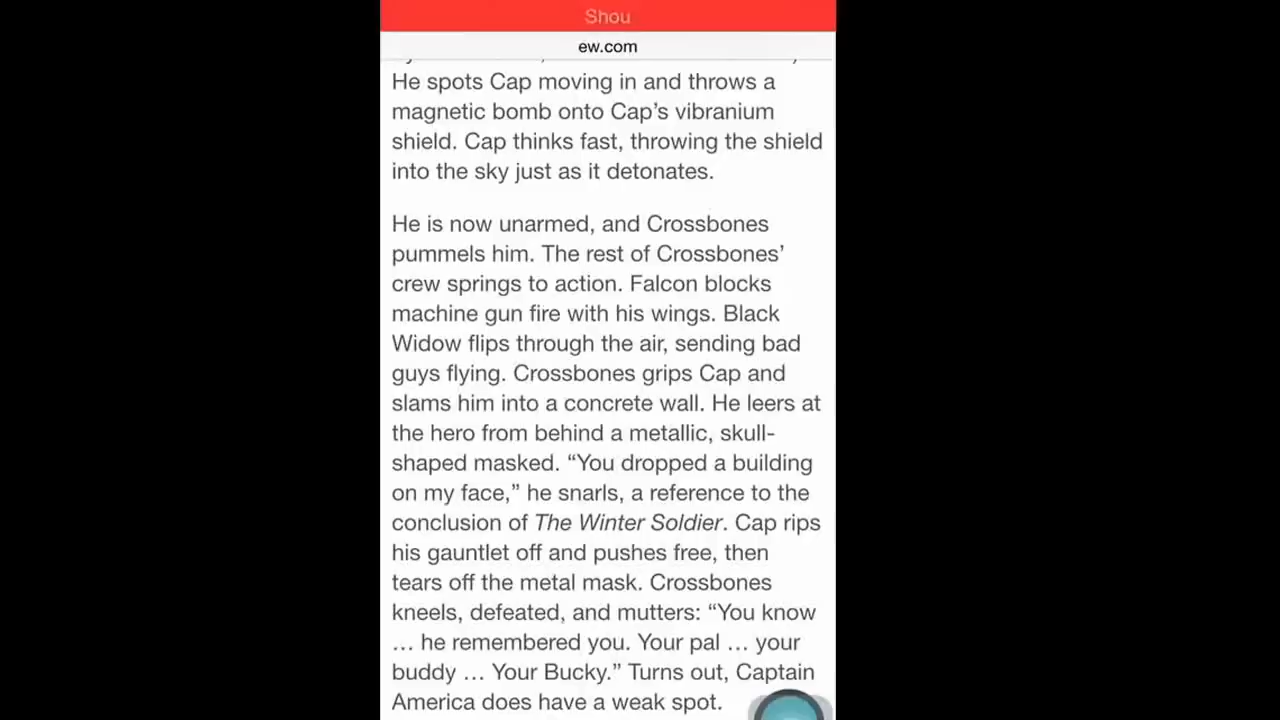 Shou
ew.com
He spots Cap moving in and throws a
magnetic bomb onto Cap’s vibranium
shield. Cap thinks fast, throwing the shield
into the sky just as it detonates.
He is now unarmed, and Crossbones
pummels him. The rest of Crossbones’
crew springs to action. Falcon blocks
machine gun fire with his wings. Black
Widow flips through the air, sending bad
guys flying. Crossbones grips Cap and
slams him into a concrete wall. He leers at
the hero from behind a metallic, skull-
shaped masked. “You dropped a building
on my face,” he snarls, a reference to the
conclusion of The Winter Soldier. Cap rips
his gauntlet off and pushes free, then
tears off the metal mask. Crossbones
kneels, defeated, and mutters: “You know
… he remembered you. Your pal … your
buddy … Your Bucky.” Turns out, Captain
America does have a weak spot.